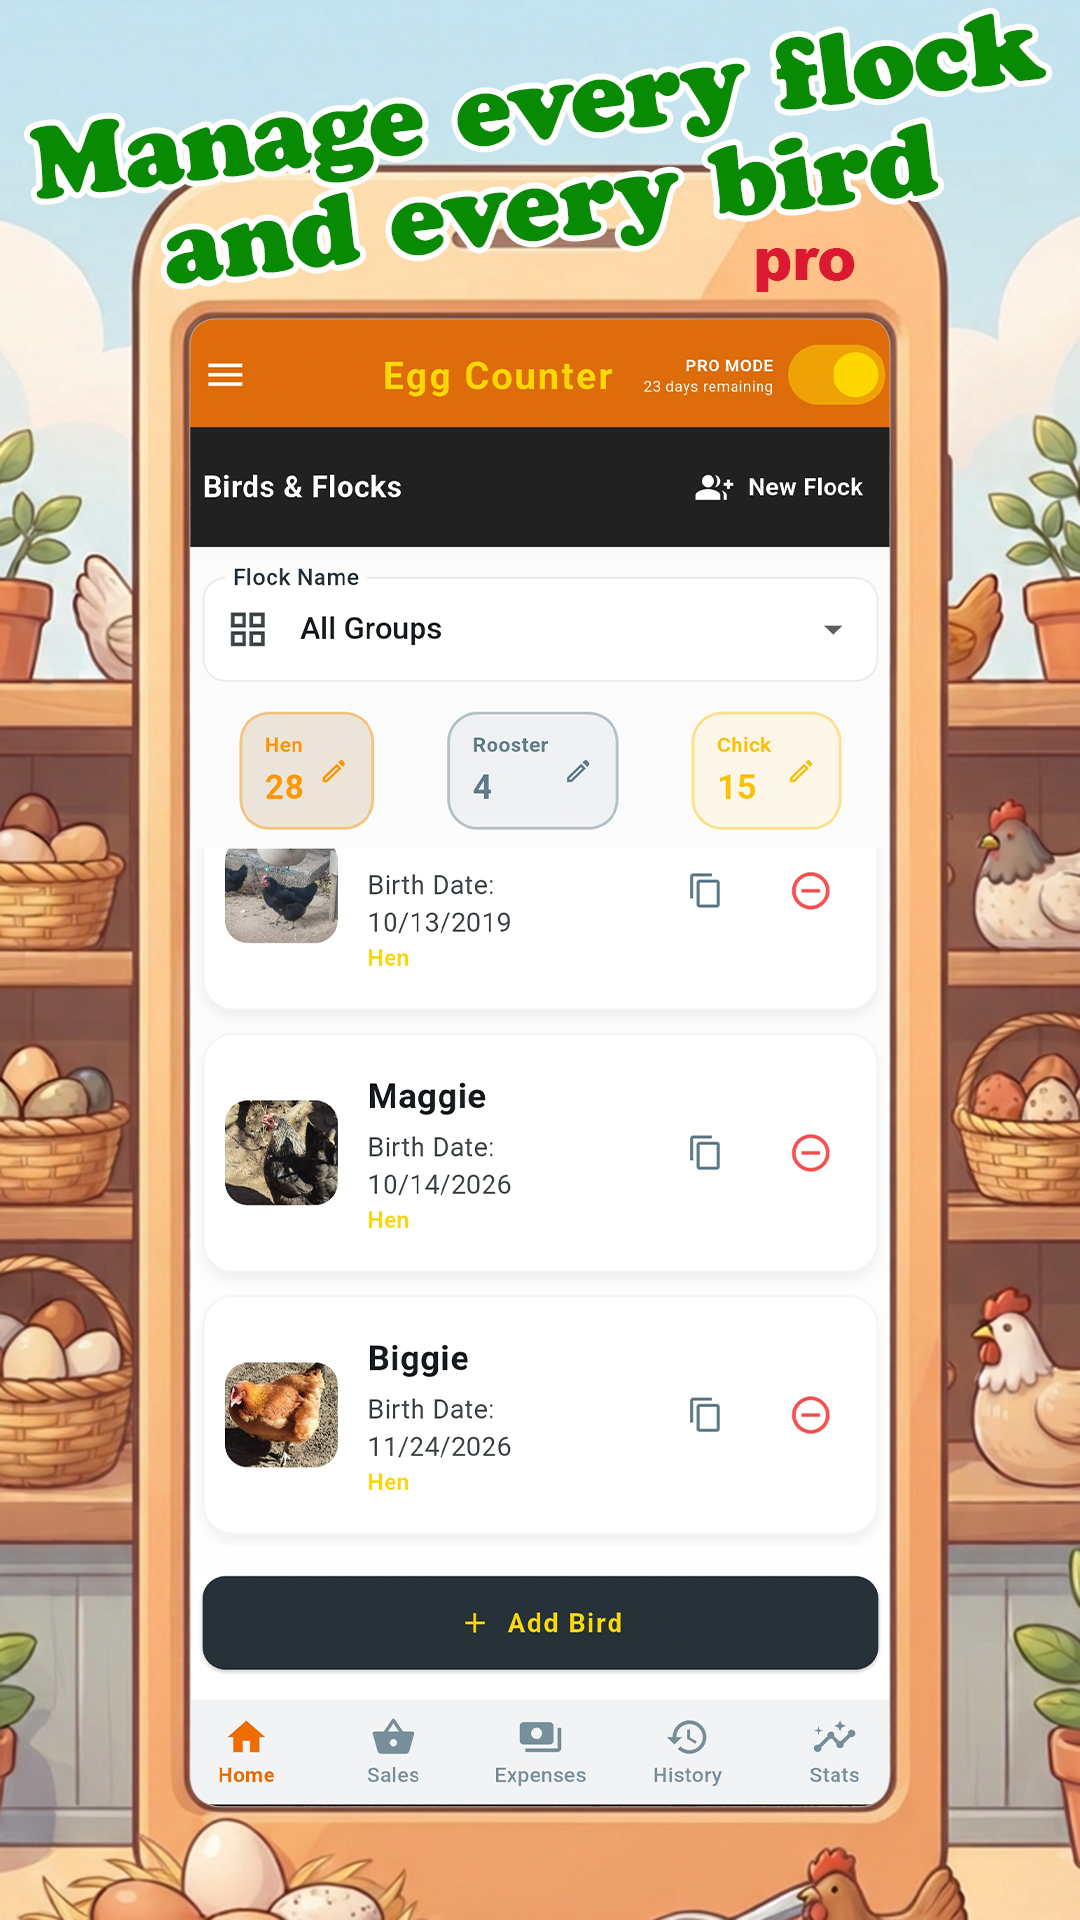 Manage every flock
and every bird
pro
Egg Counter
PRO MODE
23 days remaining
Birds & Flocks
New Flock
Flock Name
All Groups
Hen
28
Rooster
4
Chick
15
Birth Date:
10/13/2019
Hen
Maggie
Birth Date:
10/14/2026
Hen
Biggie
Birth Date:
11/24/2026
Hen
+ Add Bird
Home
Sales
Expenses
History
Stats